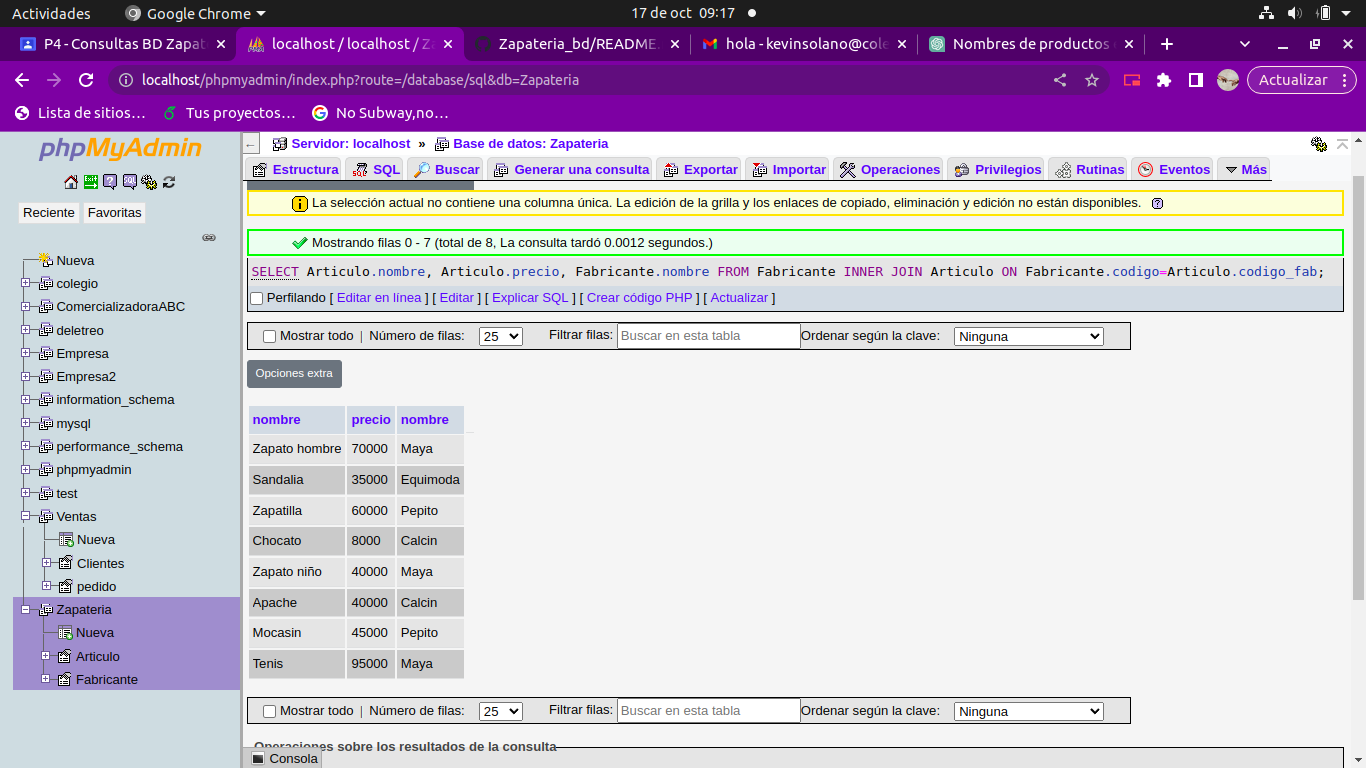 Actividades Google Chrome 17 de oct 09:17
P4 - Consultas BD Zapat localhost / localhost / Z Zapateria_bd/README. hola - kevinsolano@cole Nombres de productos
localhost/phpmyadmin/index.php?route=/database/sql&db=Zapateria Actualizar
Lista de sitios… Tus proyectos… No Subway,no…
phpMyAdmin
Reciente Favoritas
Nueva
colegio
ComercializadoraABC
deletreo
Empresa
Empresa2
information_schema
mysql
performance_schema
phpmyadmin
test
Ventas
Nueva
Clientes
pedido
Zapateria
Nueva
Articulo
Fabricante
Servidor: localhost » Base de datos: Zapateria
Estructura SQL Buscar Generar una consulta Exportar Importar Operaciones Privilegios Rutinas Eventos Más
La selección actual no contiene una columna única. La edición de la grilla y los enlaces de copiado, eliminación y edición no están disponibles.
Mostrando filas 0 - 7 (total de 8, La consulta tardó 0.0012 segundos.)
SELECT Articulo.nombre, Articulo.precio, Fabricante.nombre FROM Fabricante INNER JOIN Articulo ON Fabricante.codigo=Articulo.codigo_fab;
Perfilando [ Editar en línea ] [ Editar ] [ Explicar SQL ] [ Crear código PHP ] [ Actualizar ]
Mostrar todo | Número de filas: 25 Filtrar filas: Buscar en esta tabla Ordenar según la clave: Ninguna
Opciones extra
nombre precio nombre
Zapato hombre 70000 Maya
Sandalia 35000 Equimoda
Zapatilla 60000 Pepito
Chocato 8000 Calcin
Zapato niño 40000 Maya
Apache 40000 Calcin
Mocasin 45000 Pepito
Tenis 95000 Maya
Mostrar todo | Número de filas: 25 Filtrar filas: Buscar en esta tabla Ordenar según la clave: Ninguna
Operaciones sobre los resultados de la consulta
Consola